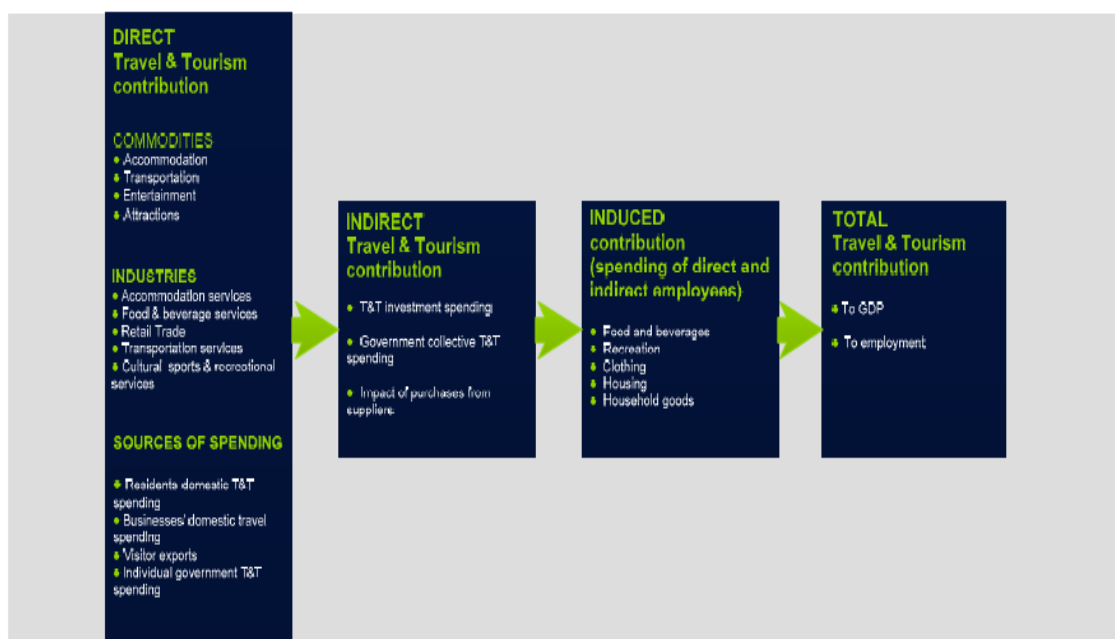 DIRECT
Travel & Tourism
contribution
COMMODITIES
• Accommodation
• Transportation
• Entertainment
• Attractions
INDUSTRIES
• Accommodation services
• Food & beverage services
• Retail Trade
• Transportation services
• Cultural sports & recreational
services
SOURCES OF SPENDING
• Residents domestic T&T
spending
• Businesses' domestic travel
spending
• Visitor exports
• Individual government T&T
spending
INDIRECT
Travel & Tourism
contribution
• T&T investment spending
• Government collective T&T
spending
• Impact of purchases from
suppliers
INDUCED
contribution
(spending of direct and
indirect employees)
• Food and beverages
• Recreation
• Clothing
• Housing
• Household goods
TOTAL
Travel & Tourism
contribution
• To GDP
• To employment